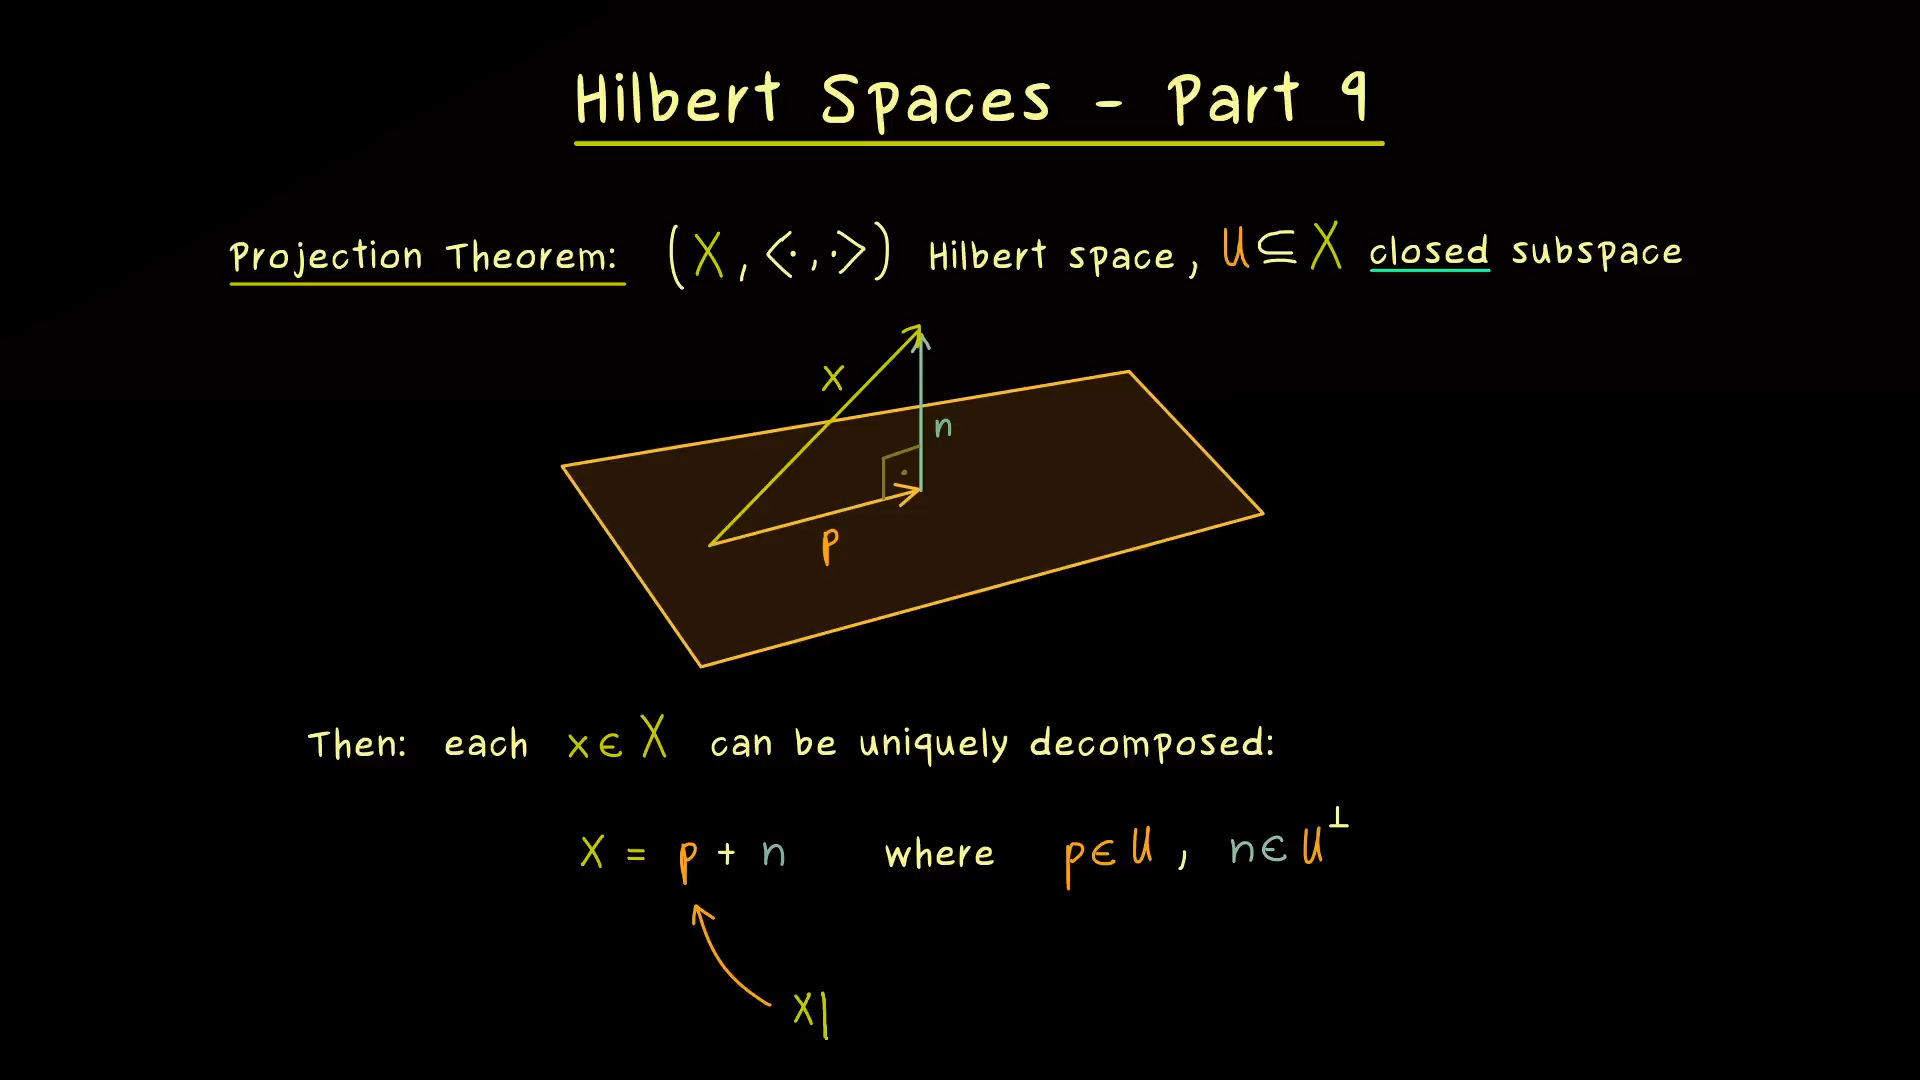 Hilbert Spaces - Part 9
Projection Theorem: (X, <·,·>) Hilbert space, U ⊆ X closed subspace
x
n
p
Then: each x ∈ X can be uniquely decomposed:
x = p + n where p ∈ U, n ∈ U⊥
x|